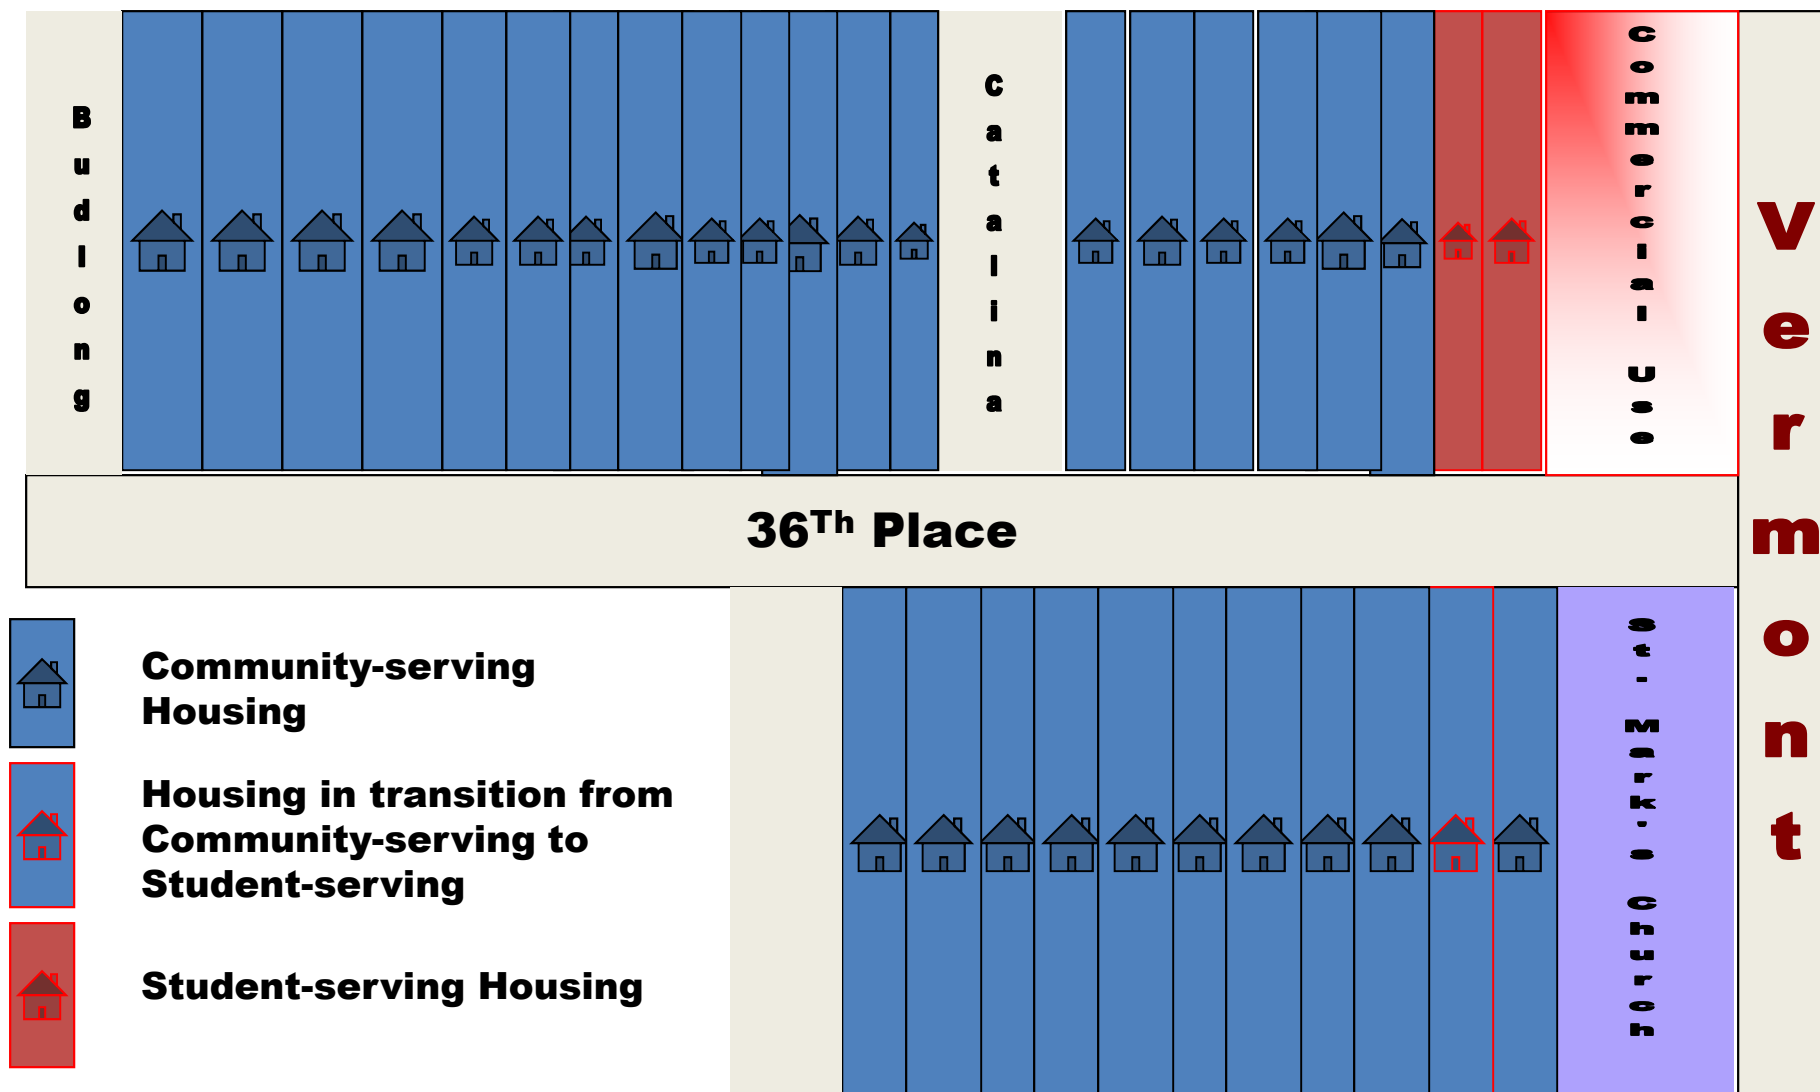 Budlong
Catalina
Commercial Use
Vermont
36Th Place
Community-serving
Housing
Housing in transition from
Community-serving to
Student-serving
Student-serving Housing
St. Mark's Church